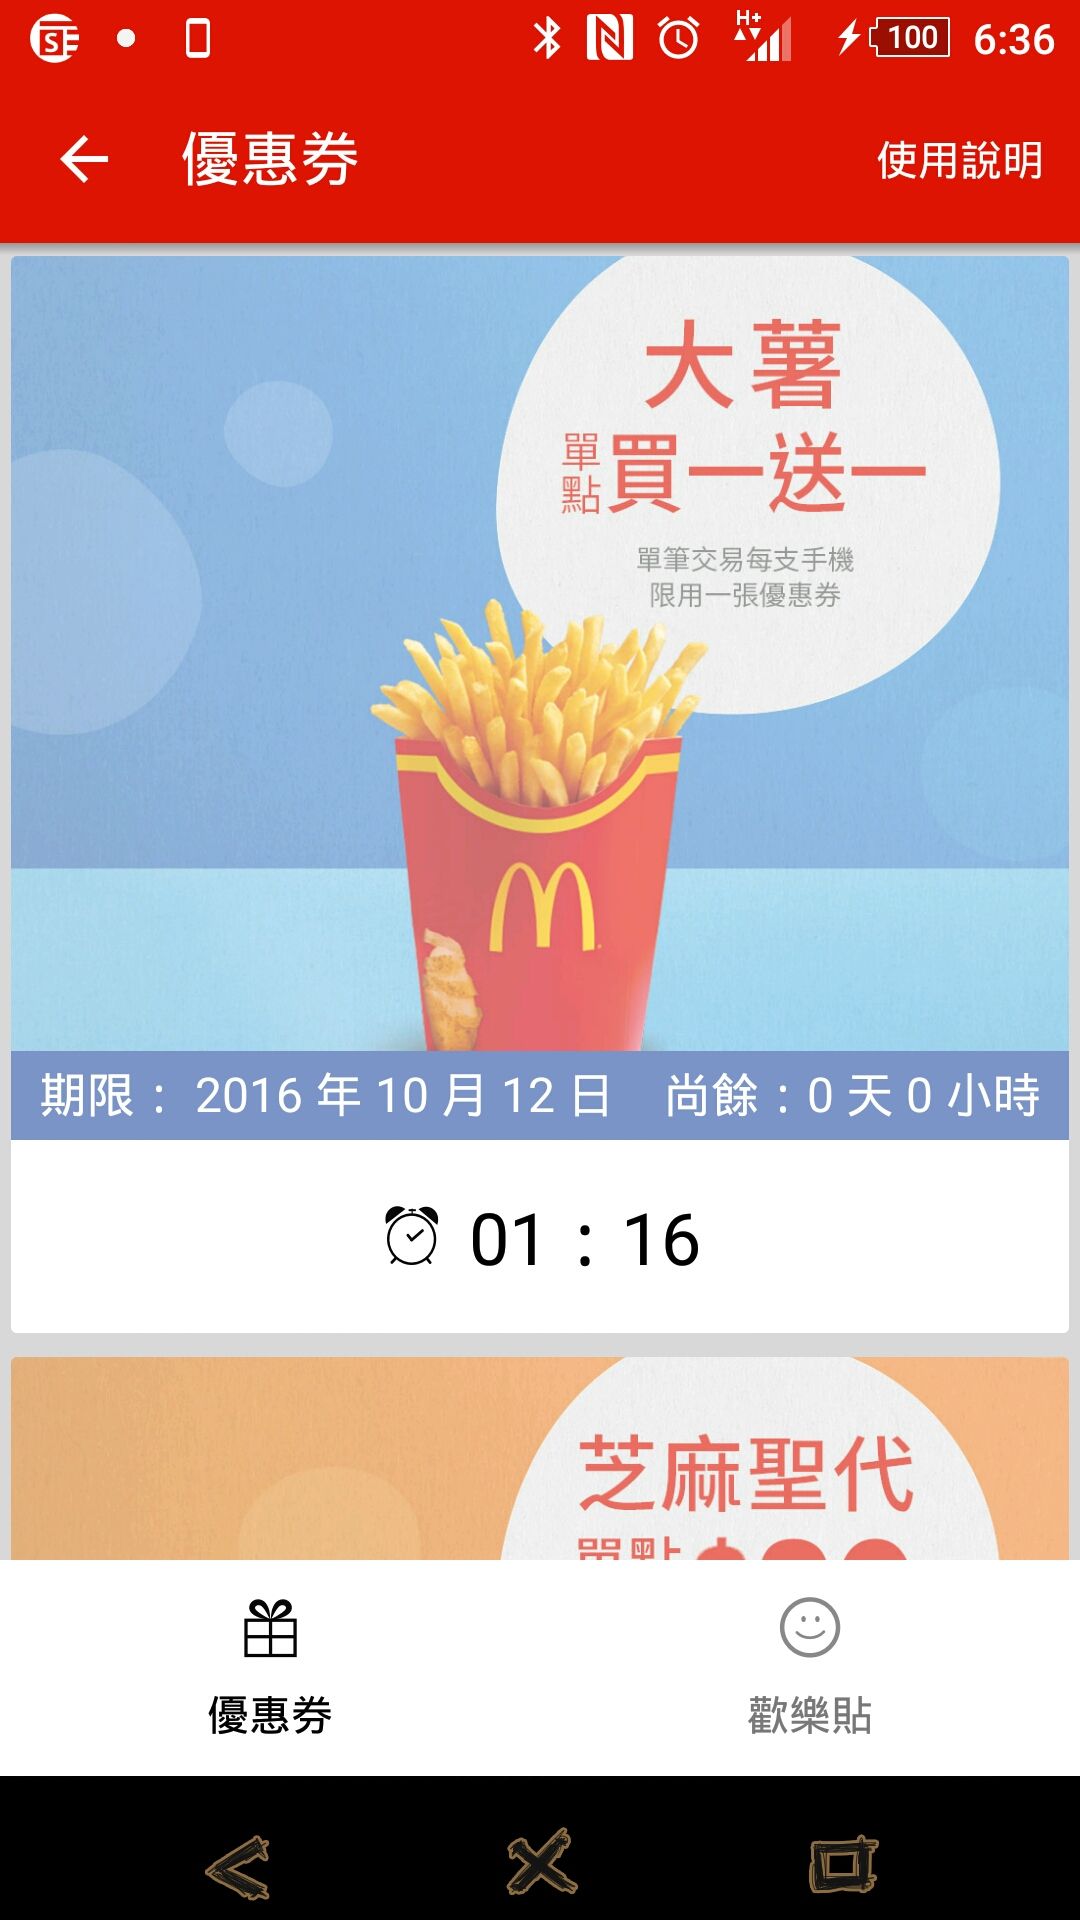 100 6:36
優惠券 使用說明
大薯
單點 買一送一
單筆交易每支手機
限用一張優惠券
期限： 2016 年 10 月 12 日 尚餘：0 天 0 小時
01 : 16
芝麻聖代
單點
優惠券 歡樂貼